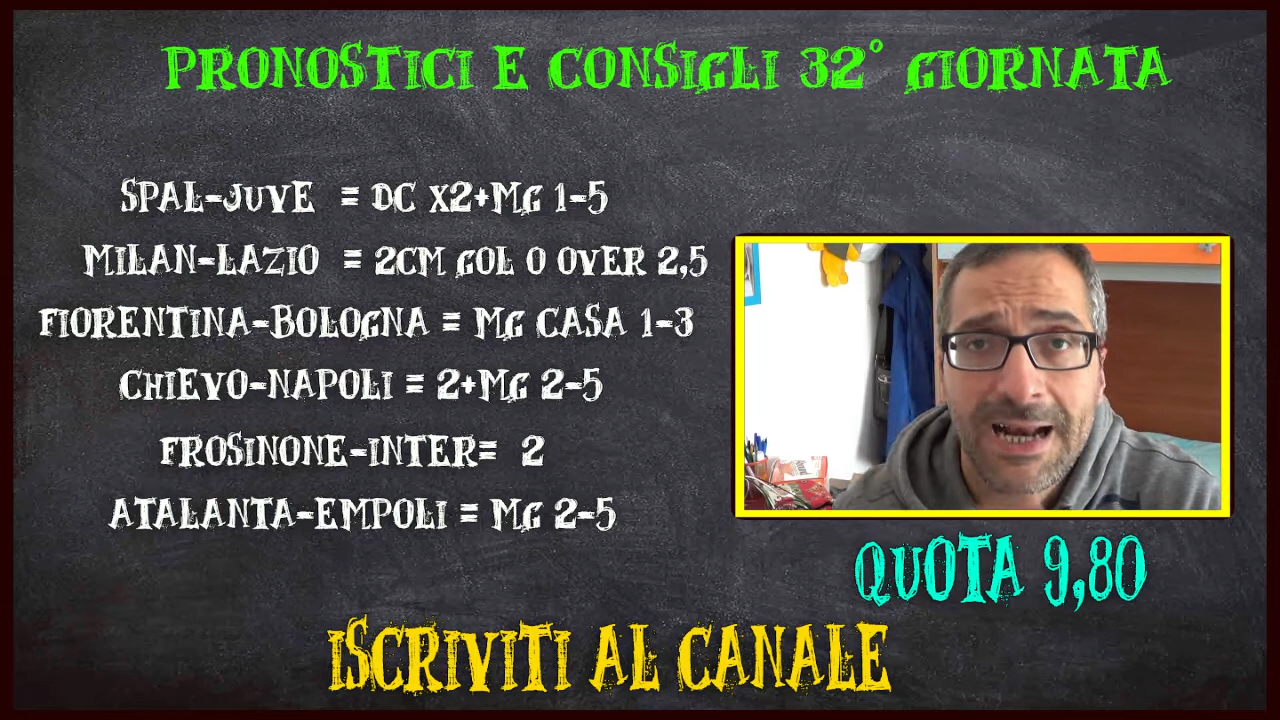 PRONOSTICI E CONSIGLI 32° GIORNATA
SPAL-JUVE = DC X2+MG 1-5
MILAN-LAZIO = 2CM GOL O OVER 2,5
FIORENTINA-BOLOGNA = MG CASA 1-3
CHIEVO-NAPOLI = 2+MG 2-5
FROSINONE-INTER= 2
ATALANTA-EMPOLI = MG 2-5
QUOTA 9,80
ISCRIVITI AL CANALE